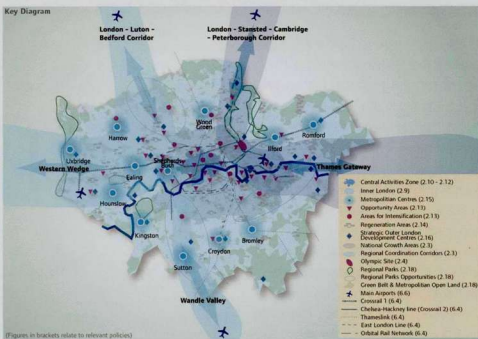 Key Diagram
London - Luton -
Bedford Corridor
London - Stansted - Cambridge
- Peterborough Corridor
Wood
Green
Harrow
Romford
Ilford
Uxbridge
Shepherds
Bush
Western Wedge
Ealing
Thames Gateway
Hounslow
Kingston
Croydon
Bromley
Sutton
Wandle Valley
Central Activities Zone (2.10 - 2.12)
Inner London (2.9)
Metropolitan Centres (2.15)
Opportunity Areas (2.13)
Areas for Intensification (2.13)
Regeneration Areas (2.14)
Strategic Outer London
Development Centres (2.16)
National Growth Areas (2.3)
Regional Coordination Corridors (2.3)
Olympic Site (2.4)
Regional Parks (2.18)
Regional Parks Opportunities (2.18)
Green Belt & Metropolitan Open Land (2.18)
Main Airports (6.6)
Crossrail 1 (6.4)
Chelsea-Hackney line (Crossrail 2) (6.4)
Thameslink (6.4)
East London Line (6.4)
Orbital Rail Network (6.4)
(Figures in brackets relate to relevant policies)